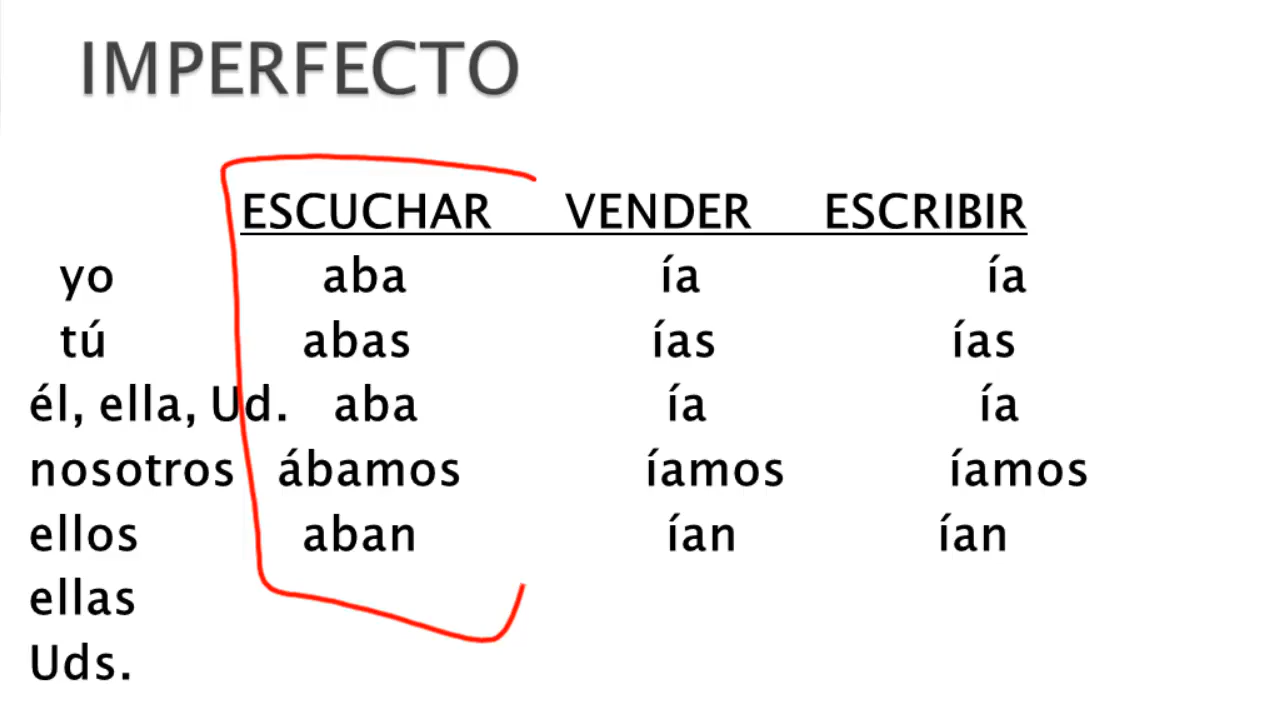 IMPERFECTO
ESCUCHAR VENDER ESCRIBIR
yo aba ía ía
tú abas ías ías
él, ella, Ud. aba ía ía
nosotros ábamos íamos íamos
ellos aban ían ían
ellas
Uds.